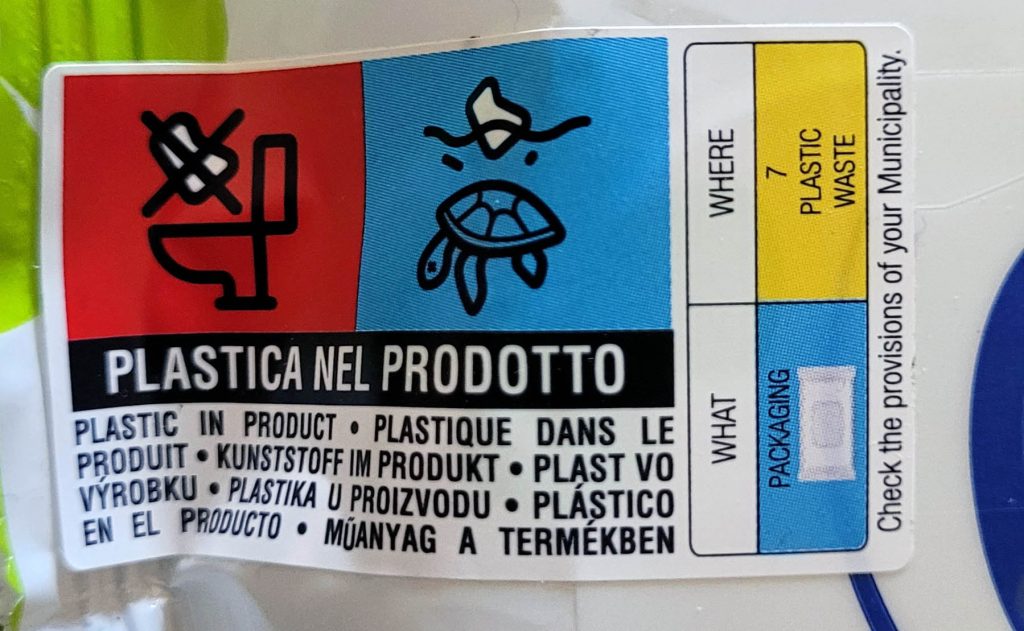 PLASTICA NEL PRODOTTO
PLASTIC IN PRODUCT • PLASTIQUE DANS LE
PRODUIT • KUNSTSTOFF IM PRODUKT • PLAST VO
VÝROBKU • PLASTIKA U PROIZVODU • PLÁSTICO
EN EL PRODUCTO • MŰANYAG A TERMÉKBEN
WHAT
WHERE
PACKAGING
7
PLASTIC
WASTE
Check the provisions of your Municipality.